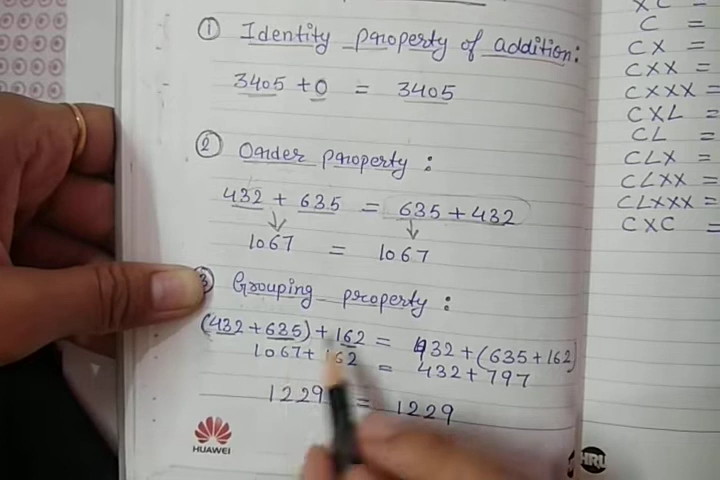 ① Identity property of addition:
3405 + 0 = 3405
② Order property:
432 + 635 = 635 + 432
1067 = 1067
③ Grouping property:
(432 + 635) + 162 = 432 + (635 + 162)
1067 + 162 = 432 + 797
1229 = 1229
HUAWEI
HRL
XC =
C =
CX =
CXX =
CXXX =
CXL =
CL =
CLX =
CLXX =
CLXXX =
CXC =